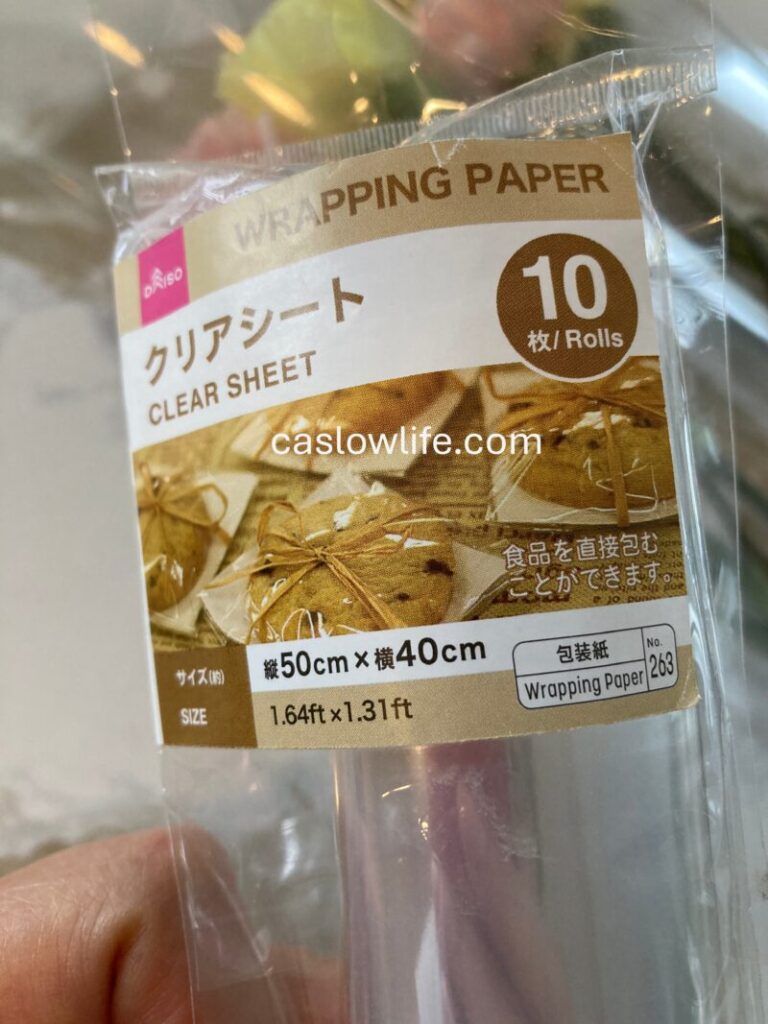 WRAPPING PAPER
DAISO
クリアシート
CLEAR SHEET
10
枚/Rolls
caslowlife.com
食品を直接包む
ことができます。
サイズ(約)
縦50cm×横40cm
SIZE
1.64ft×1.31ft
包装紙
Wrapping Paper
No.
263